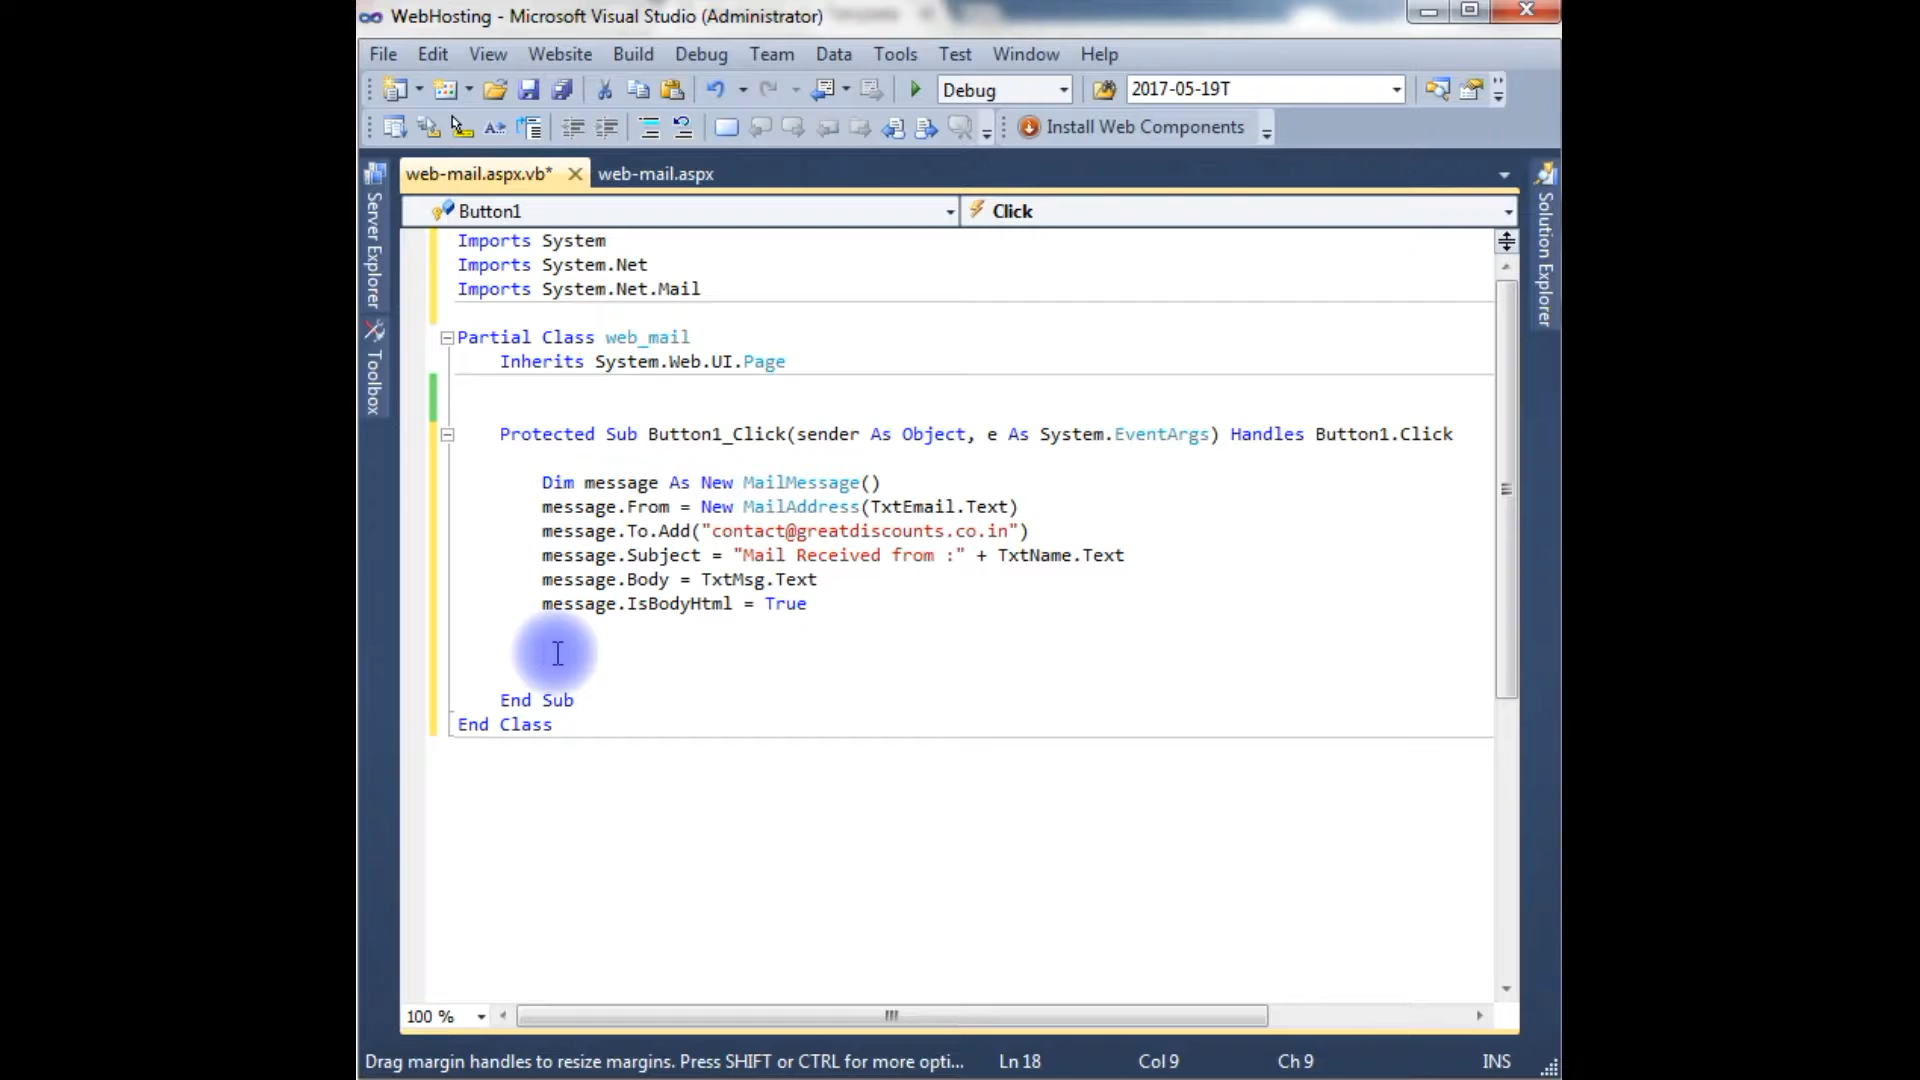 WebHosting - Microsoft Visual Studio (Administrator)
File Edit View Website Build Debug Team Data Tools Test Window Help
Debug 2017-05-19T
Install Web Components
web-mail.aspx.vb* web-mail.aspx
Button1 Click
Server Explorer
Toolbox
Solution Explorer
Imports System
Imports System.Net
Imports System.Net.Mail
Partial Class web_mail
Inherits System.Web.UI.Page
Protected Sub Button1_Click(sender As Object, e As System.EventArgs) Handles Button1.Click
Dim message As New MailMessage()
message.From = New MailAddress(TxtEmail.Text)
message.To.Add("contact@greatdiscounts.co.in")
message.Subject = "Mail Received from :" + TxtName.Text
message.Body = TxtMsg.Text
message.IsBodyHtml = True
End Sub
End Class
100 %
Drag margin handles to resize margins. Press SHIFT or CTRL for more opti... Ln 18 Col 9 Ch 9 INS